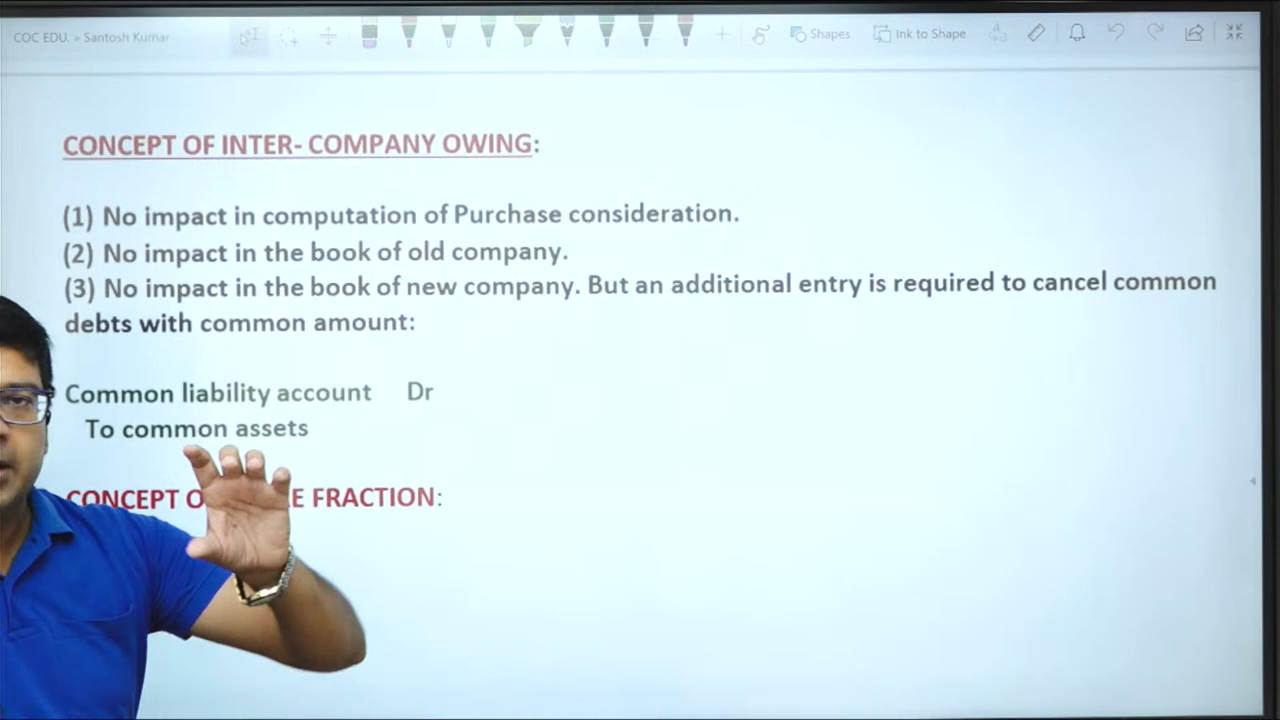 COC EDU. » Santosh Kumar
Shapes
Ink to Shape
CONCEPT OF INTER- COMPANY OWING:
(1) No impact in computation of Purchase consideration.
(2) No impact in the book of old company.
(3) No impact in the book of new company. But an additional entry is required to cancel common
debts with common amount:
Common liability account Dr
To common assets
CONCEPT FRACTION: